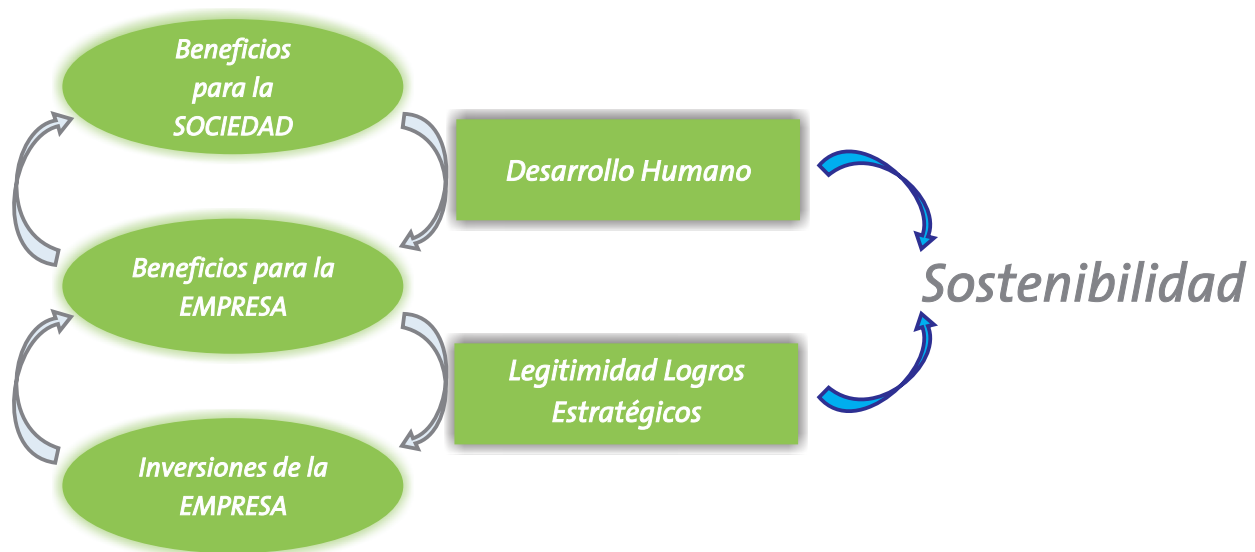 Beneficios
para la
SOCIEDAD
Desarrollo Humano
Beneficios para la
EMPRESA
Sostenibilidad
Legitimidad Logros
Estratégicos
Inversiones de la
EMPRESA